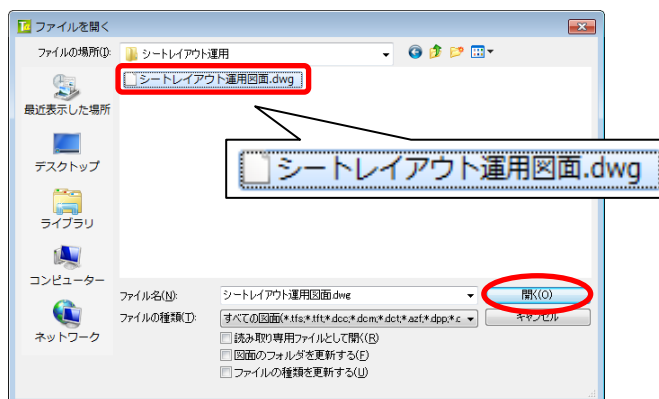 ファイルを開く
ファイルの場所(I):
シートレイアウト運用
シートレイアウト運用図面.dwg
シートレイアウト運用図面.dwg
最近表示した場所
デスクトップ
ライブラリ
コンピューター
ネットワーク
ファイル名(N):
シートレイアウト運用図面.dwg
開く(O)
ファイルの種類(T):
すべての図面(*.tfs;*.tft;*.dcc;*.dcm;*.dct;*.azf;*.dpp;*.c
キャンセル
読み取り専用ファイルとして開く(R)
図面のフォルダを更新する(F)
ファイルの種類を更新する(U)